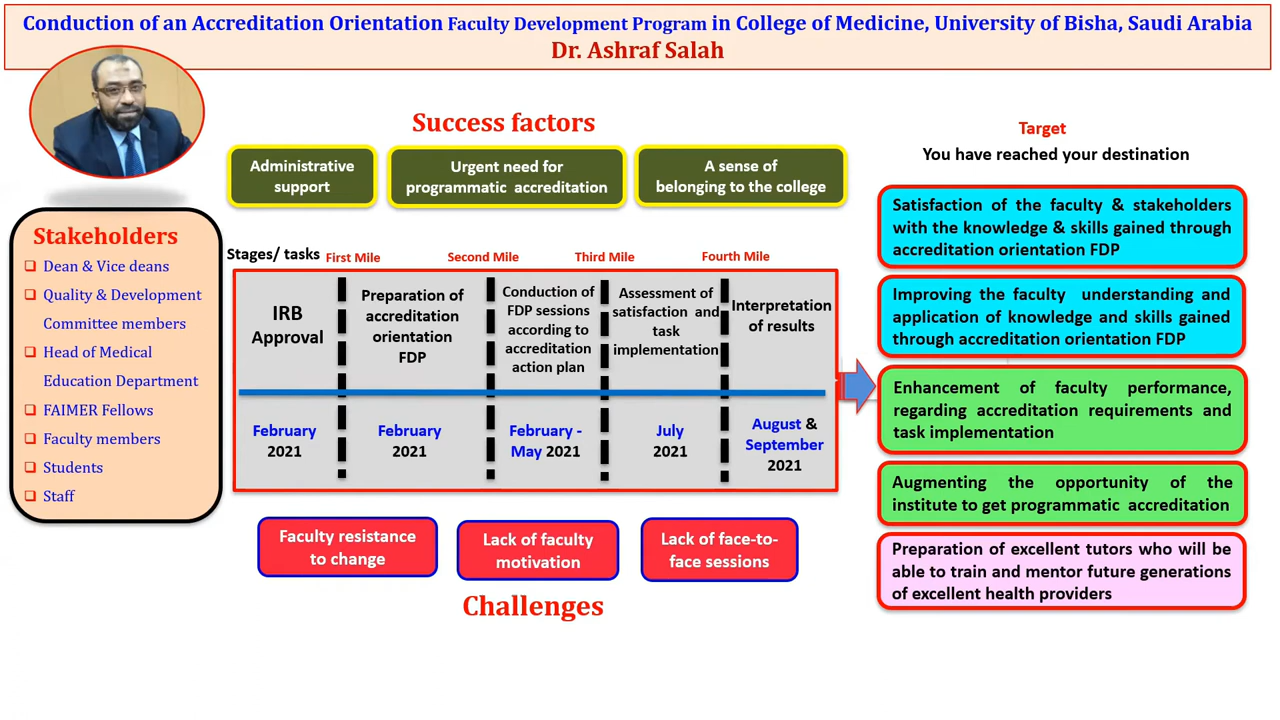 Conduction of an Accreditation Orientation Faculty Development Program in College of Medicine, University of Bisha, Saudi Arabia
Dr. Ashraf Salah
Stakeholders
Dean & Vice deans
Quality & Development
Committee members
Head of Medical
Education Department
FAIMER Fellows
Faculty members
Students
Staff
Success factors
Administrative
support
Urgent need for
programmatic accreditation
A sense of
belonging to the college
Stages/ tasks
First Mile
Second Mile
Third Mile
Fourth Mile
IRB
Approval
Preparation of
accreditation
orientation
FDP
Conduction of
FDP sessions
according to
accreditation
action plan
Assessment of
satisfaction and
task
implementation
Interpretation
of results
February
2021
February
2021
February -
May 2021
July
2021
August &
September
2021
Faculty resistance
to change
Lack of faculty
motivation
Lack of face-to-
face sessions
Challenges
Target
You have reached your destination
Satisfaction of the faculty & stakeholders
with the knowledge & skills gained through
accreditation orientation FDP
Improving the faculty understanding and
application of knowledge and skills gained
through accreditation orientation FDP
Enhancement of faculty performance,
regarding accreditation requirements and
task implementation
Augmenting the opportunity of the
institute to get programmatic accreditation
Preparation of excellent tutors who will be
able to train and mentor future generations
of excellent health providers